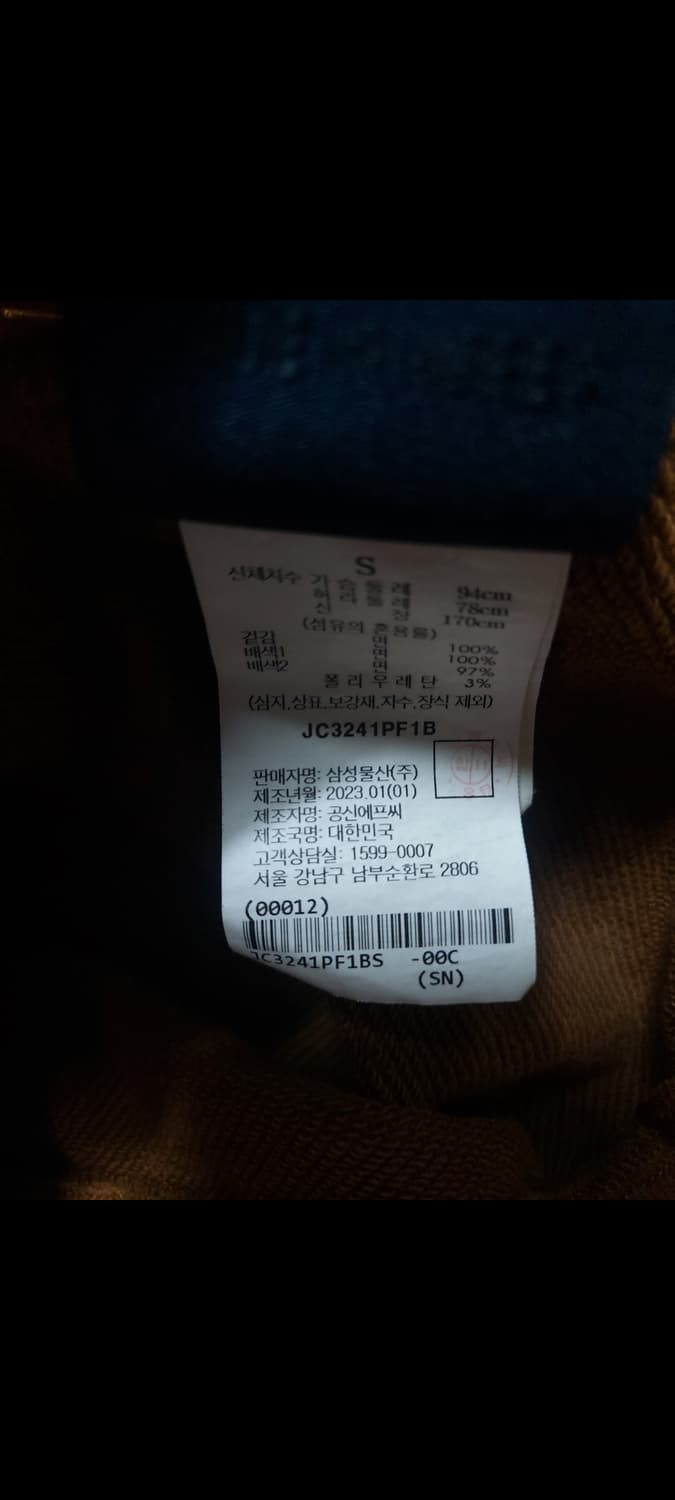 S
신체치수 가슴둘레 94cm
허리둘레 78cm
신장 170cm
(섬유의 혼용률)
겉감 면 100%
배색1 면 100%
배색2 면 97%
폴리우레탄 3%
(심지,상표,보강재,자수,장식 제외)
JC3241PF1B
판매자명: 삼성물산(주)
제조년월: 2023.01(01)
제조자명: 공신에프씨
제조국명: 대한민국
고객상담실: 1599-0007
서울 강남구 남부순환로 2806
(00012)
JC3241PF1BS -00C
(SN)